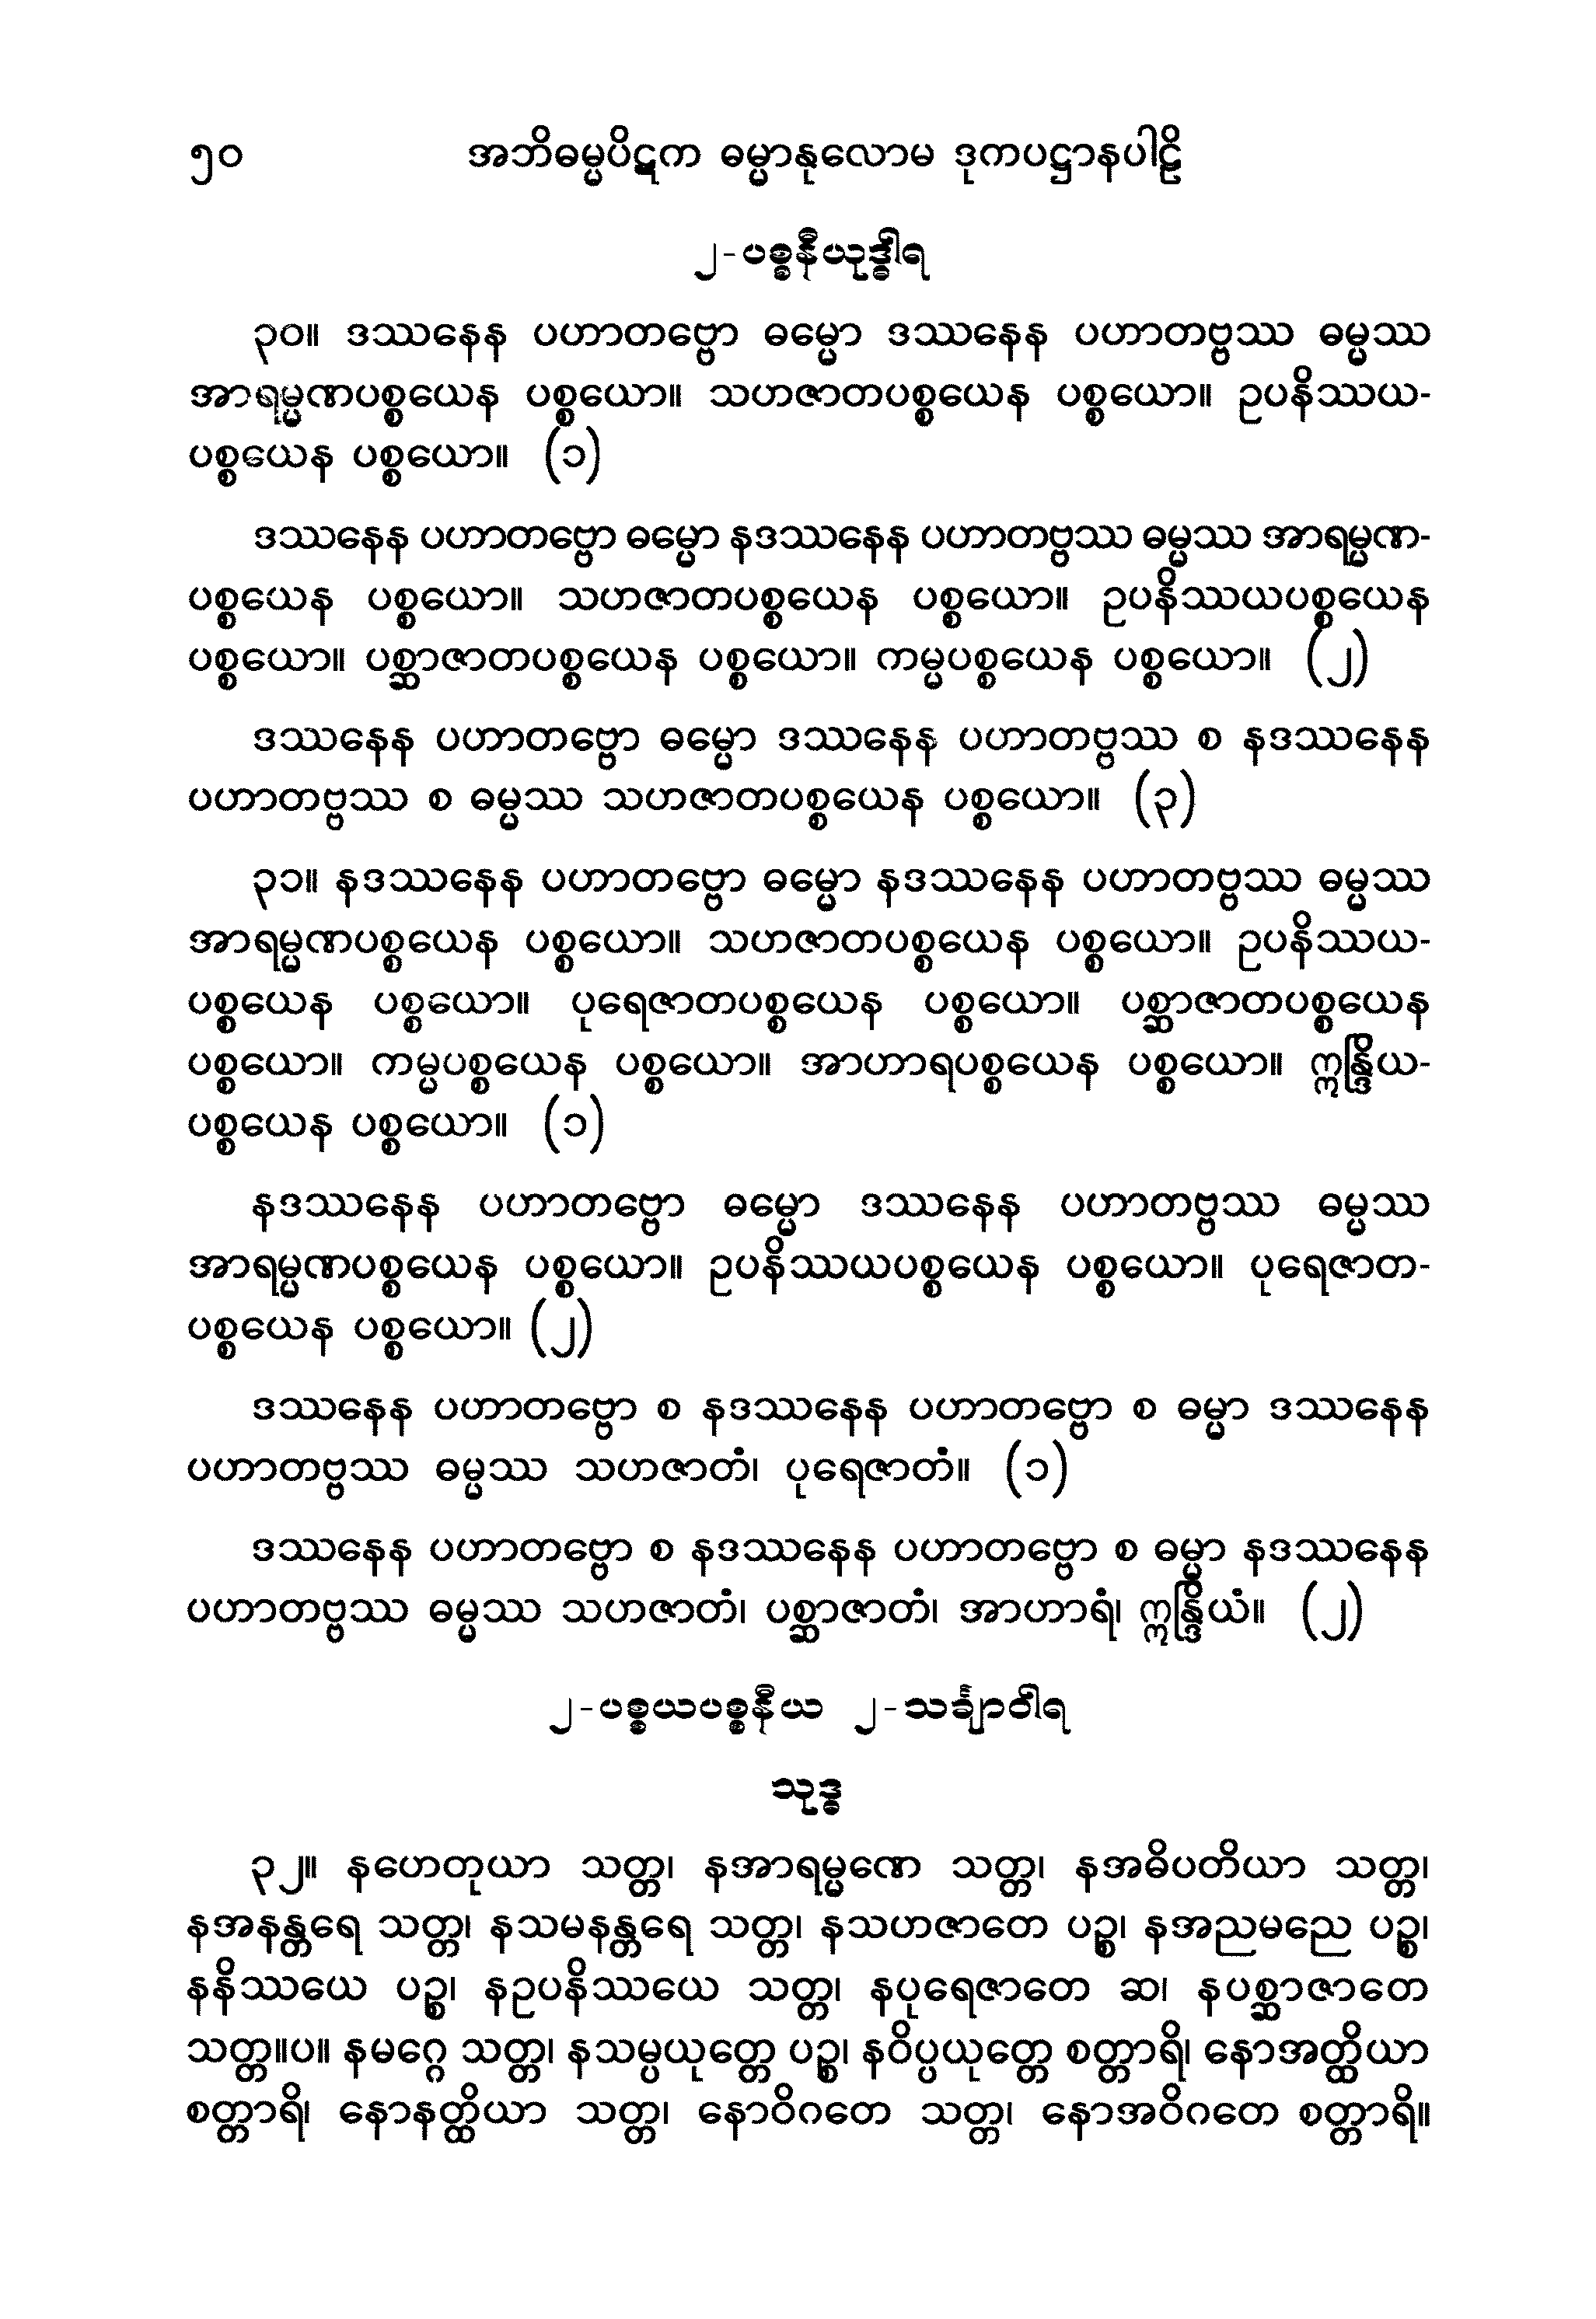 ၅၀ အဘိဓမ္မပိဋက ဓမ္မာနုလောမ ဒုကပဋ္ဌာနပါဠိ
၂-ပစ္စနီယုဒ္ဓါရ
၃၀။ ဒဿနေန ပဟာတဗ္ဗော ဓမ္မော ဒဿနေန ပဟာတဗ္ဗဿ ဓမ္မဿ
အာရမ္မဏပစ္စယေန ပစ္စယော။ သဟဇာတပစ္စယေန ပစ္စယော။ ဥပနိဿယ-
ပစ္စယေန ပစ္စယော။ (၁)
ဒဿနေန ပဟာတဗ္ဗော ဓမ္မော နဒဿနေန ပဟာတဗ္ဗဿ ဓမ္မဿ အာရမ္မဏ-
ပစ္စယေန ပစ္စယော။ သဟဇာတပစ္စယေန ပစ္စယော။ ဥပနိဿယပစ္စယေန
ပစ္စယော။ ပစ္ဆာဇာတပစ္စယေန ပစ္စယော။ ကမ္မပစ္စယေန ပစ္စယော။ (၂)
ဒဿနေန ပဟာတဗ္ဗော ဓမ္မော ဒဿနေန ပဟာတဗ္ဗဿ စ နဒဿနေန
ပဟာတဗ္ဗဿ စ ဓမ္မဿ သဟဇာတပစ္စယေန ပစ္စယော။ (၃)
၃၁။ နဒဿနေန ပဟာတဗ္ဗော ဓမ္မော နဒဿနေန ပဟာတဗ္ဗဿ ဓမ္မဿ
အာရမ္မဏပစ္စယေန ပစ္စယော။ သဟဇာတပစ္စယေန ပစ္စယော။ ဥပနိဿယ-
ပစ္စယေန ပစ္စယော။ ပုရေဇာတပစ္စယေန ပစ္စယော။ ပစ္ဆာဇာတပစ္စယေန
ပစ္စယော။ ကမ္မပစ္စယေန ပစ္စယော။ အာဟာရပစ္စယေန ပစ္စယော။ ဣန္ဒြိယ-
ပစ္စယေန ပစ္စယော။ (၁)
နဒဿနေန ပဟာတဗ္ဗော ဓမ္မော ဒဿနေန ပဟာတဗ္ဗဿ ဓမ္မဿ
အာရမ္မဏပစ္စယေန ပစ္စယော။ ဥပနိဿယပစ္စယေန ပစ္စယော။ ပုရေဇာတ-
ပစ္စယေန ပစ္စယော။ (၂)
ဒဿနေန ပဟာတဗ္ဗော စ နဒဿနေန ပဟာတဗ္ဗော စ ဓမ္မာ ဒဿနေန
ပဟာတဗ္ဗဿ ဓမ္မဿ သဟဇာတံ၊ ပုရေဇာတံ။ (၁)
ဒဿနေန ပဟာတဗ္ဗော စ နဒဿနေန ပဟာတဗ္ဗော စ ဓမ္မာ နဒဿနေန
ပဟာတဗ္ဗဿ ဓမ္မဿ သဟဇာတံ၊ ပစ္ဆာဇာတံ၊ အာဟာရံ၊ ဣန္ဒြိယံ။ (၂)
၂-ပစ္စယပစ္စနီယ ၂-သင်္ချာဝါရ
သုဒ္ဓ
၃၂။ နဟေတုယာ သတ္တ၊ နအာရမ္မဏေ သတ္တ၊ နအဓိပတိယာ သတ္တ၊
နအနန္တရေ သတ္တ၊ နသမနန္တရေ သတ္တ၊ နသဟဇာတေ ပဉ္စ၊ နအညမညေ ပဉ္စ၊
နနိဿယေ ပဉ္စ၊ နဥပနိဿယေ သတ္တ၊ နပုရေဇာတေ ဆ၊ နပစ္ဆာဇာတေ
သတ္တ။ပ။ နမဂ္ဂေ သတ္တ၊ နသမ္ပယုတ္တေ ပဉ္စ၊ နဝိပ္ပယုတ္တေ စတ္တာရိ၊ နောအတ္ထိယာ
စတ္တာရိ၊ နောနတ္ထိယာ သတ္တ၊ နောဝိဂတေ သတ္တ၊ နောအဝိဂတေ စတ္တာရိ။